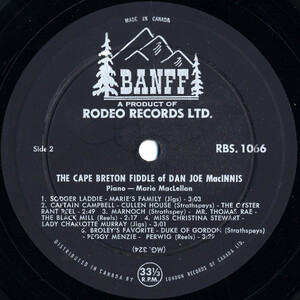 MADE IN CANADA
BANFF
A PRODUCT OF
RODEO RECORDS LTD.
Side 2
RBS. 1066
THE CAPE BRETON FIDDLE of DAN JOE MacINNIS
Piano — Marie MacLellan
1. SODGER LADDIE - MARIE'S FAMILY (Jigs) - 3:03
2. CAPTAIN CAMPBELL - CULLEN HOUSE (Strathspeys) - THE OYSTER
RANT REEL - 2:49 3. MARNOCH (Strathspey) - MR. THOMAS RAE -
THE BLACK MILL (Reels) - 2:17 4. MISS CHRISTINA STEWART -
LADY CHARLOTTE MURRAY (Jigs) - 2:52
5. BROLEY'S FAVORITE - DUKE OF GORDON (Strathspeys)
PEGGY MENZIE - PERWIG (Reels) - 2:29
(MG. 324)
DISTRIBUTED IN CANADA BY
LONDON RECORDS OF CANADA LTD.
33⅓
R.P.M.